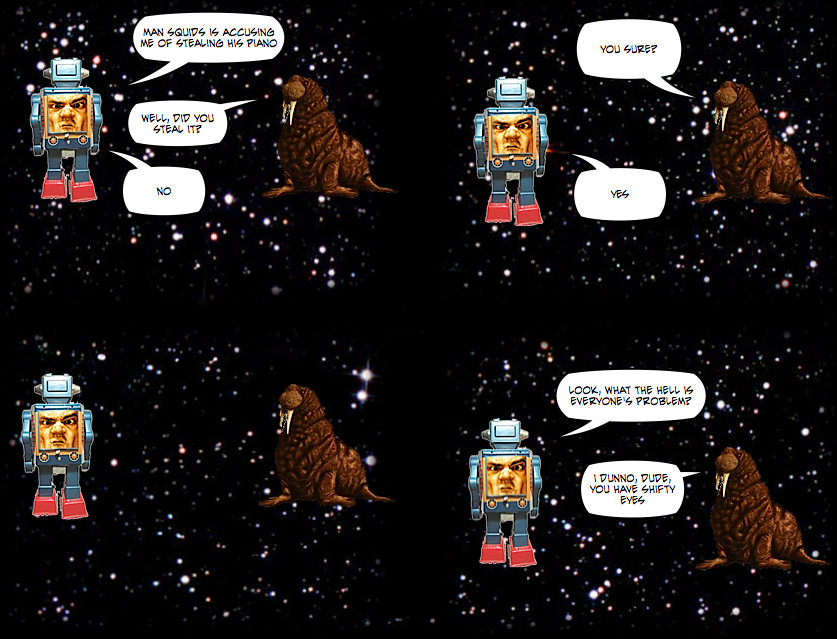 MAN SQUIDS IS ACCUSING
ME OF STEALING HIS PIANO
WELL, DID YOU
STEAL IT?
NO
YOU SURE?
YES
LOOK, WHAT THE HELL IS
EVERYONE'S PROBLEM?
I DUNNO, DUDE,
YOU HAVE SHIFTY
EYES